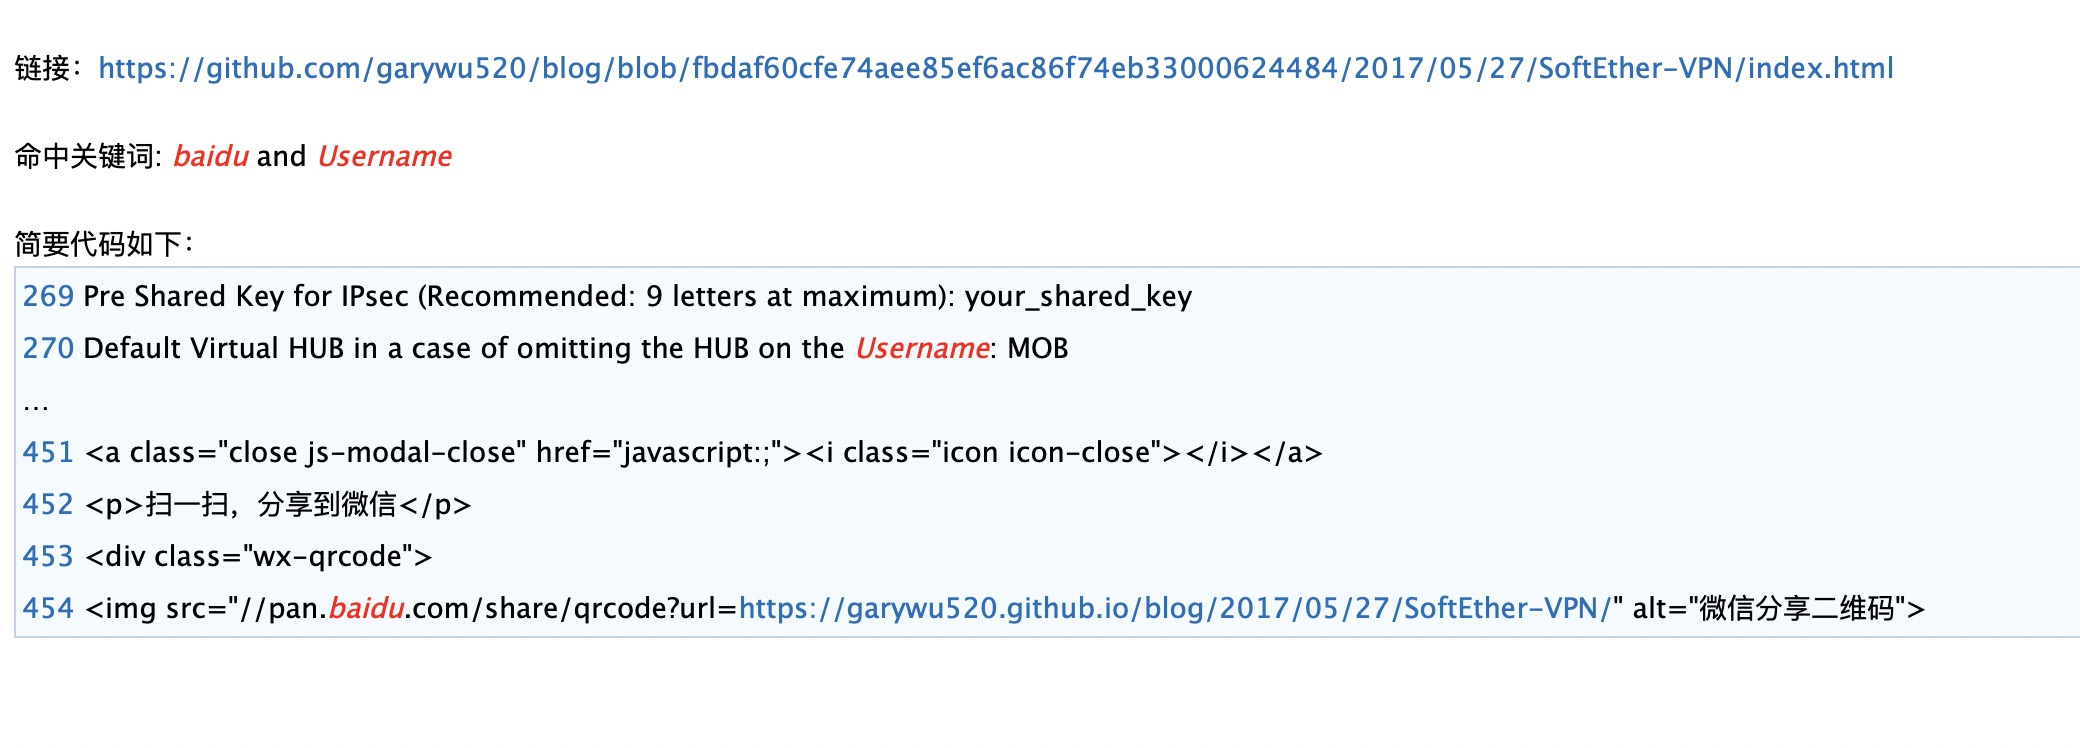 链接：https://github.com/garywu520/blog/blob/fbdaf60cfe74aee85ef6ac86f74eb33000624484/2017/05/27/SoftEther-VPN/index.html
命中关键词: baidu and Username
简要代码如下：
269 Pre Shared Key for IPsec (Recommended: 9 letters at maximum): your_shared_key
270 Default Virtual HUB in a case of omitting the HUB on the Username: MOB
...
451 <a class="close js-modal-close" href="javascript:;"><i class="icon icon-close"></i></a>
452 <p>扫一扫，分享到微信</p>
453 <div class="wx-qrcode">
454 <img src="//pan.baidu.com/share/qrcode?url=https://garywu520.github.io/blog/2017/05/27/SoftEther-VPN/" alt="微信分享二维码">